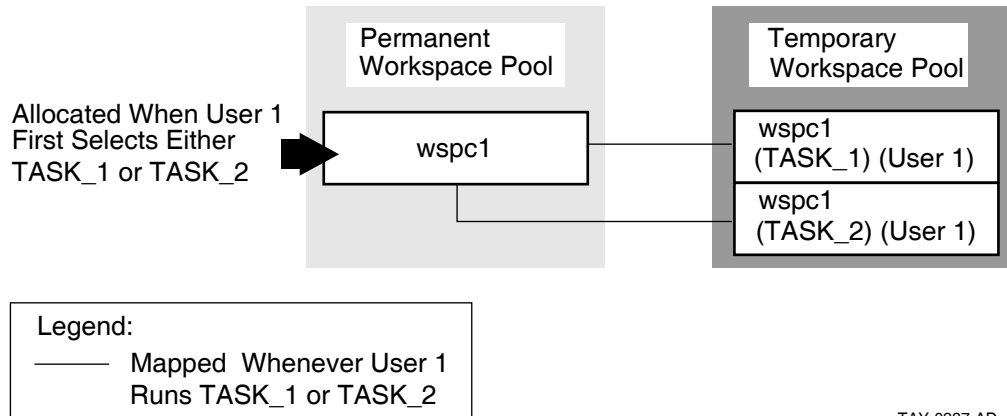 Permanent
Workspace Pool
Temporary
Workspace Pool
Allocated When User 1
First Selects Either
TASK_1 or TASK_2
wspc1
wspc1
(TASK_1) (User 1)
wspc1
(TASK_2) (User 1)
Legend:
Mapped Whenever User 1
Runs TASK_1 or TASK_2